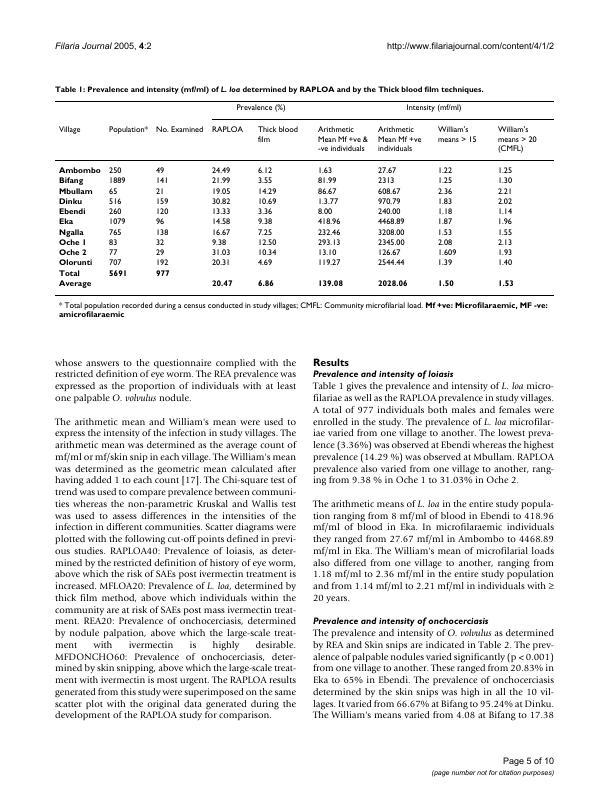 Filaria Journal 2005, 4:2 http://www.filariajournal.com/content/4/1/2
Table 1: Prevalence and intensity (mf/ml) of L. loa determined by RAPLOA and by the Thick blood film techniques.
Prevalence (%) Intensity (mf/ml)
Village Population* No. Examined RAPLOA Thick blood film Arithmetic Mean Mf +ve & -ve individuals Arithmetic Mean Mf +ve individuals William's means > 15 William's means > 20 (CMFL)
Ambombo 250 49 24.49 6.12 1.63 27.67 1.22 1.25
Bifang 1889 141 21.99 3.55 81.99 2313 1.25 1.30
Mbullam 65 21 19.05 14.29 86.67 608.67 2.36 2.21
Dinku 516 159 30.82 10.69 1.3.77 970.79 1.83 2.02
Ebendi 260 120 13.33 3.36 8.00 240.00 1.18 1.14
Eka 1079 96 14.58 9.38 418.96 4468.89 1.87 1.96
Ngalla 765 138 16.67 7.25 232.46 3208.00 1.53 1.55
Oche 1 83 32 9.38 12.50 293.13 2345.00 2.08 2.13
Oche 2 77 29 31.03 10.34 13.10 126.67 1.609 1.93
Olorunti 707 192 20.31 4.69 119.27 2544.44 1.39 1.40
Total 5691 977
Average 20.47 6.86 139.08 2028.06 1.50 1.53
* Total population recorded during a census conducted in study villages; CMFL: Community microfilarial load. Mf +ve: Microfilaraemic, MF -ve:
amicrofilaraemic
whose answers to the questionnaire complied with the
restricted definition of eye worm. The REA prevalence was
expressed as the proportion of individuals with at least
one palpable O. volvulus nodule.
The arithmetic mean and William's mean were used to
express the intensity of the infection in study villages. The
arithmetic mean was determined as the average count of
mf/ml or mf/skin snip in each village. The William's mean
was determined as the geometric mean calculated after
having added 1 to each count [17]. The Chi-square test of
trend was used to compare prevalence between communi-
ties whereas the non-parametric Kruskal and Wallis test
was used to assess differences in the intensities of the
infection in different communities. Scatter diagrams were
plotted with the following cut-off points defined in previ-
ous studies. RAPLOA40: Prevalence of loiasis, as deter-
mined by the restricted definition of history of eye worm,
above which the risk of SAEs post ivermectin treatment is
increased. MFLOA20: Prevalence of L. loa, determined by
thick film method, above which individuals within the
community are at risk of SAEs post mass ivermectin treat-
ment. REA20: Prevalence of onchocerciasis, determined
by nodule palpation, above which the large-scale treat-
ment with ivermectin is highly desirable.
MFDONCHO60: Prevalence of onchocerciasis, deter-
mined by skin snipping, above which the large-scale treat-
ment with ivermectin is most urgent. The RAPLOA results
generated from this study were superimposed on the same
scatter plot with the original data generated during the
development of the RAPLOA study for comparison.
Results
Prevalence and intensity of loiasis
Table 1 gives the prevalence and intensity of L. loa micro-
filariae as well as the RAPLOA prevalence in study villages.
A total of 977 individuals both males and females were
enrolled in the study. The prevalence of L. loa microfilar-
iae varied from one village to another. The lowest preva-
lence (3.36%) was observed at Ebendi whereas the highest
prevalence (14.29 %) was observed at Mbullam. RAPLOA
prevalence also varied from one village to another, rang-
ing from 9.38 % in Oche 1 to 31.03% in Oche 2.
The arithmetic means of L. loa in the entire study popula-
tion ranging from 8 mf/ml of blood in Ebendi to 418.96
mf/ml of blood in Eka. In microfilaraemic individuals
they ranged from 27.67 mf/ml in Ambombo to 4468.89
mf/ml in Eka. The William's mean of microfilarial loads
also differed from one village to another, ranging from
1.18 mf/ml to 2.36 mf/ml in the entire study population
and from 1.14 mf/ml to 2.21 mf/ml in individuals with ≥
20 years.
Prevalence and intensity of onchocerciasis
The prevalence and intensity of O. volvulus as determined
by REA and Skin snips are indicated in Table 2. The prev-
alence of palpable nodules varied significantly (p < 0.001)
from one village to another. These ranged from 20.83% in
Eka to 65% in Ebendi. The prevalence of onchocerciasis
determined by the skin snips was high in all the 10 vil-
lages. It varied from 66.67% at Bifang to 95.24% at Dinku.
The William's means varied from 4.08 at Bifang to 17.38
Page 5 of 10
(page number not for citation purposes)